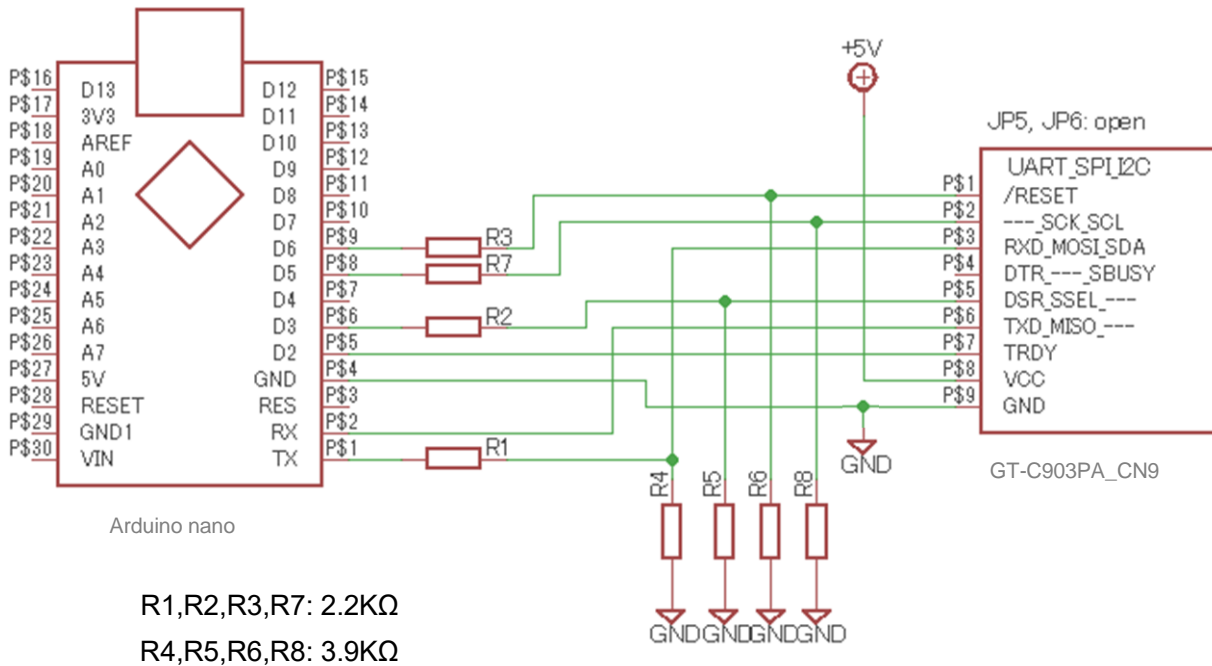 +5V
P$16 D13 D12 P$15
P$17 3V3 D11 P$14
P$18 AREF D10 P$13
P$19 A0 D9 P$12
P$20 A1 D8 P$11
P$21 A2 D7 P$10
P$22 A3 D6 P$9 R3
P$23 A4 D5 P$8 R7
P$24 A5 D4 P$7
P$25 A6 D3 P$6 R2
P$26 A7 D2 P$5
P$27 5V GND P$4
P$28 RESET RES P$3
P$29 GND1 RX P$2
P$30 VIN TX P$1 R1
Arduino nano
JP5, JP6: open
UART_SPI_I2C
P$1 /RESET
P$2 ---_SCK_SCL
P$3 RXD_MOSI_SDA
P$4 DTR_---_SBUSY
P$5 DSR_SSEL_---
P$6 TXD_MISO_---
P$7 TRDY
P$8 VCC
P$9 GND
GND
GT-C903PA_CN9
R4 R5 R6 R8
GND GND GND GND
R1,R2,R3,R7: 2.2KΩ
R4,R5,R6,R8: 3.9KΩ